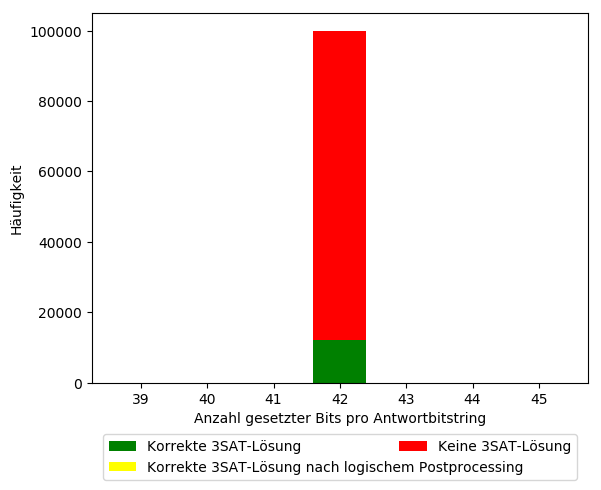 100000
80000
60000
40000
20000
0
Häufigkeit
39 40 41 42 43 44 45
Anzahl gesetzter Bits pro Antwortbitstring
Korrekte 3SAT-Lösung Keine 3SAT-Lösung
Korrekte 3SAT-Lösung nach logischem Postprocessing